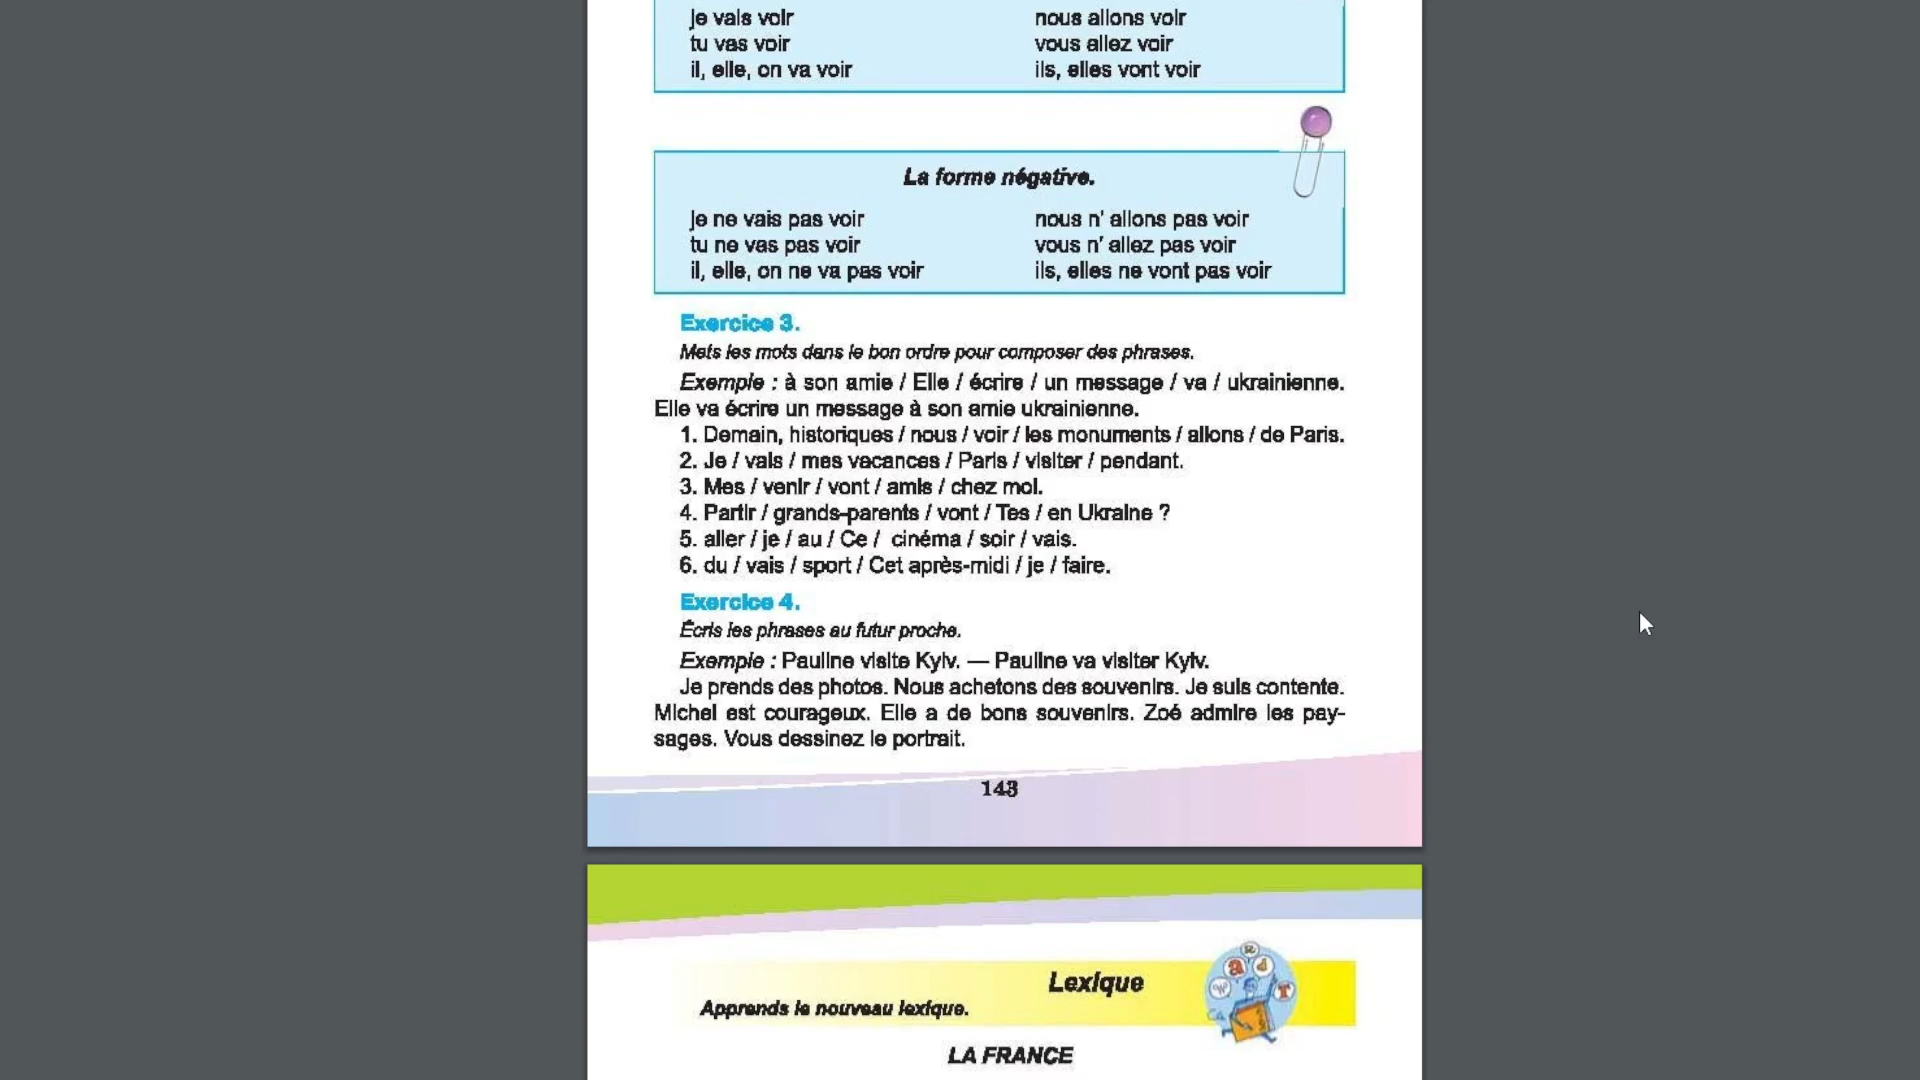 je vais voir
nous allons voir
tu vas voir
vous allez voir
il, elle, on va voir
ils, elles vont voir
La forme négative.
je ne vais pas voir
nous n' allons pas voir
tu ne vas pas voir
vous n' allez pas voir
il, elle, on ne va pas voir
ils, elles ne vont pas voir
Exercice 3.
Mets les mots dans le bon ordre pour composer des phrases.
Exemple : à son amie / Elle / écrire / un message / va / ukrainienne.
Elle va écrire un message à son amie ukrainienne.
1. Demain, historiques / nous / voir / les monuments / allons / de Paris.
2. Je / vais / mes vacances / Paris / visiter / pendant.
3. Mes / venir / vont / amis / chez moi.
4. Partir / grands-parents / vont / Tes / en Ukraine ?
5. aller / je / au / Ce / cinéma / soir / vais.
6. du / vais / sport / Cet après-midi / je / faire.
Exercice 4.
Écris les phrases au futur proche.
Exemple : Pauline visite Kyiv. — Pauline va visiter Kyiv.
Je prends des photos. Nous achetons des souvenirs. Je suis contente.
Michel est courageux. Elle a de bons souvenirs. Zoé admire les pay-
sages. Vous dessinez le portrait.
143
Lexique
Apprends le nouveau lexique.
LA FRANCE